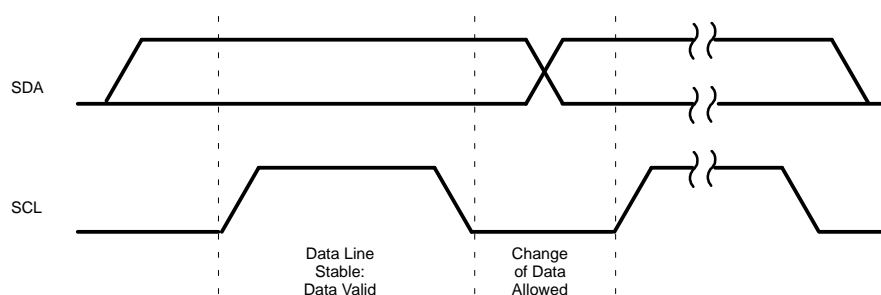 SDA
SCL
Data Line
Stable:
Data Valid
Change
of Data
Allowed